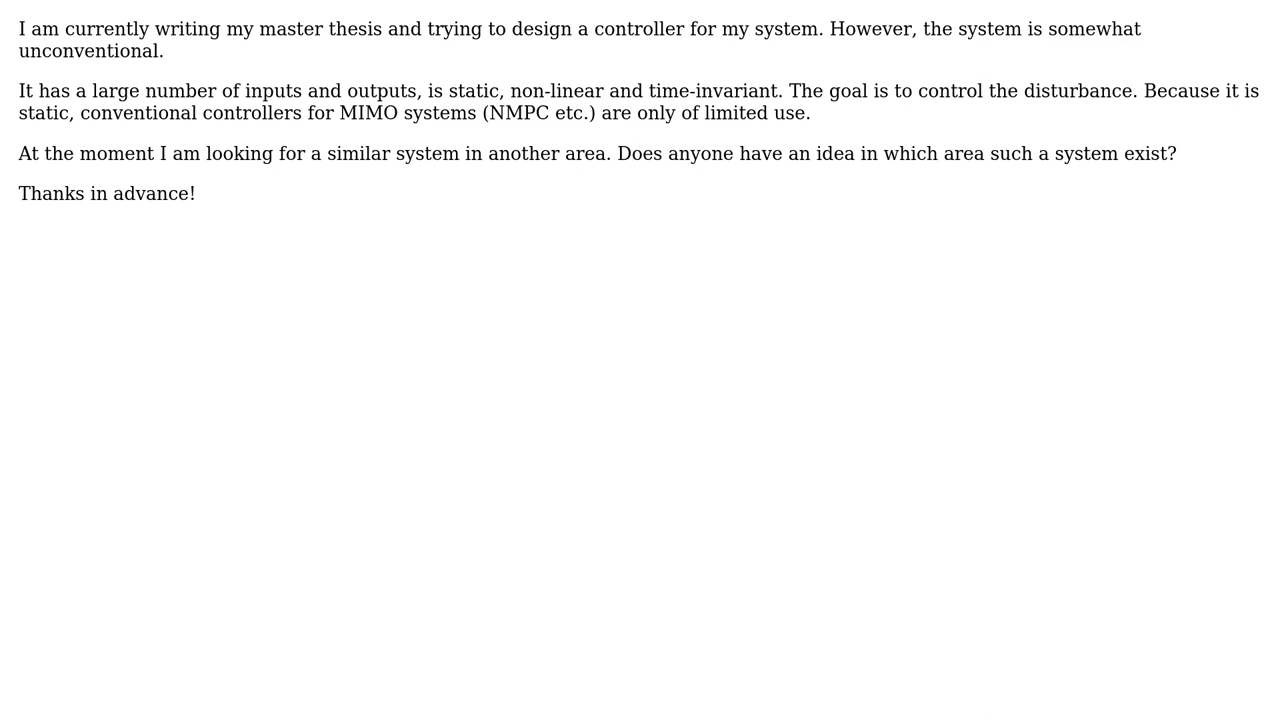 I am currently writing my master thesis and trying to design a controller for my system. However, the system is somewhat
unconventional.
It has a large number of inputs and outputs, is static, non-linear and time-invariant. The goal is to control the disturbance. Because it is
static, conventional controllers for MIMO systems (NMPC etc.) are only of limited use.
At the moment I am looking for a similar system in another area. Does anyone have an idea in which area such a system exist?
Thanks in advance!